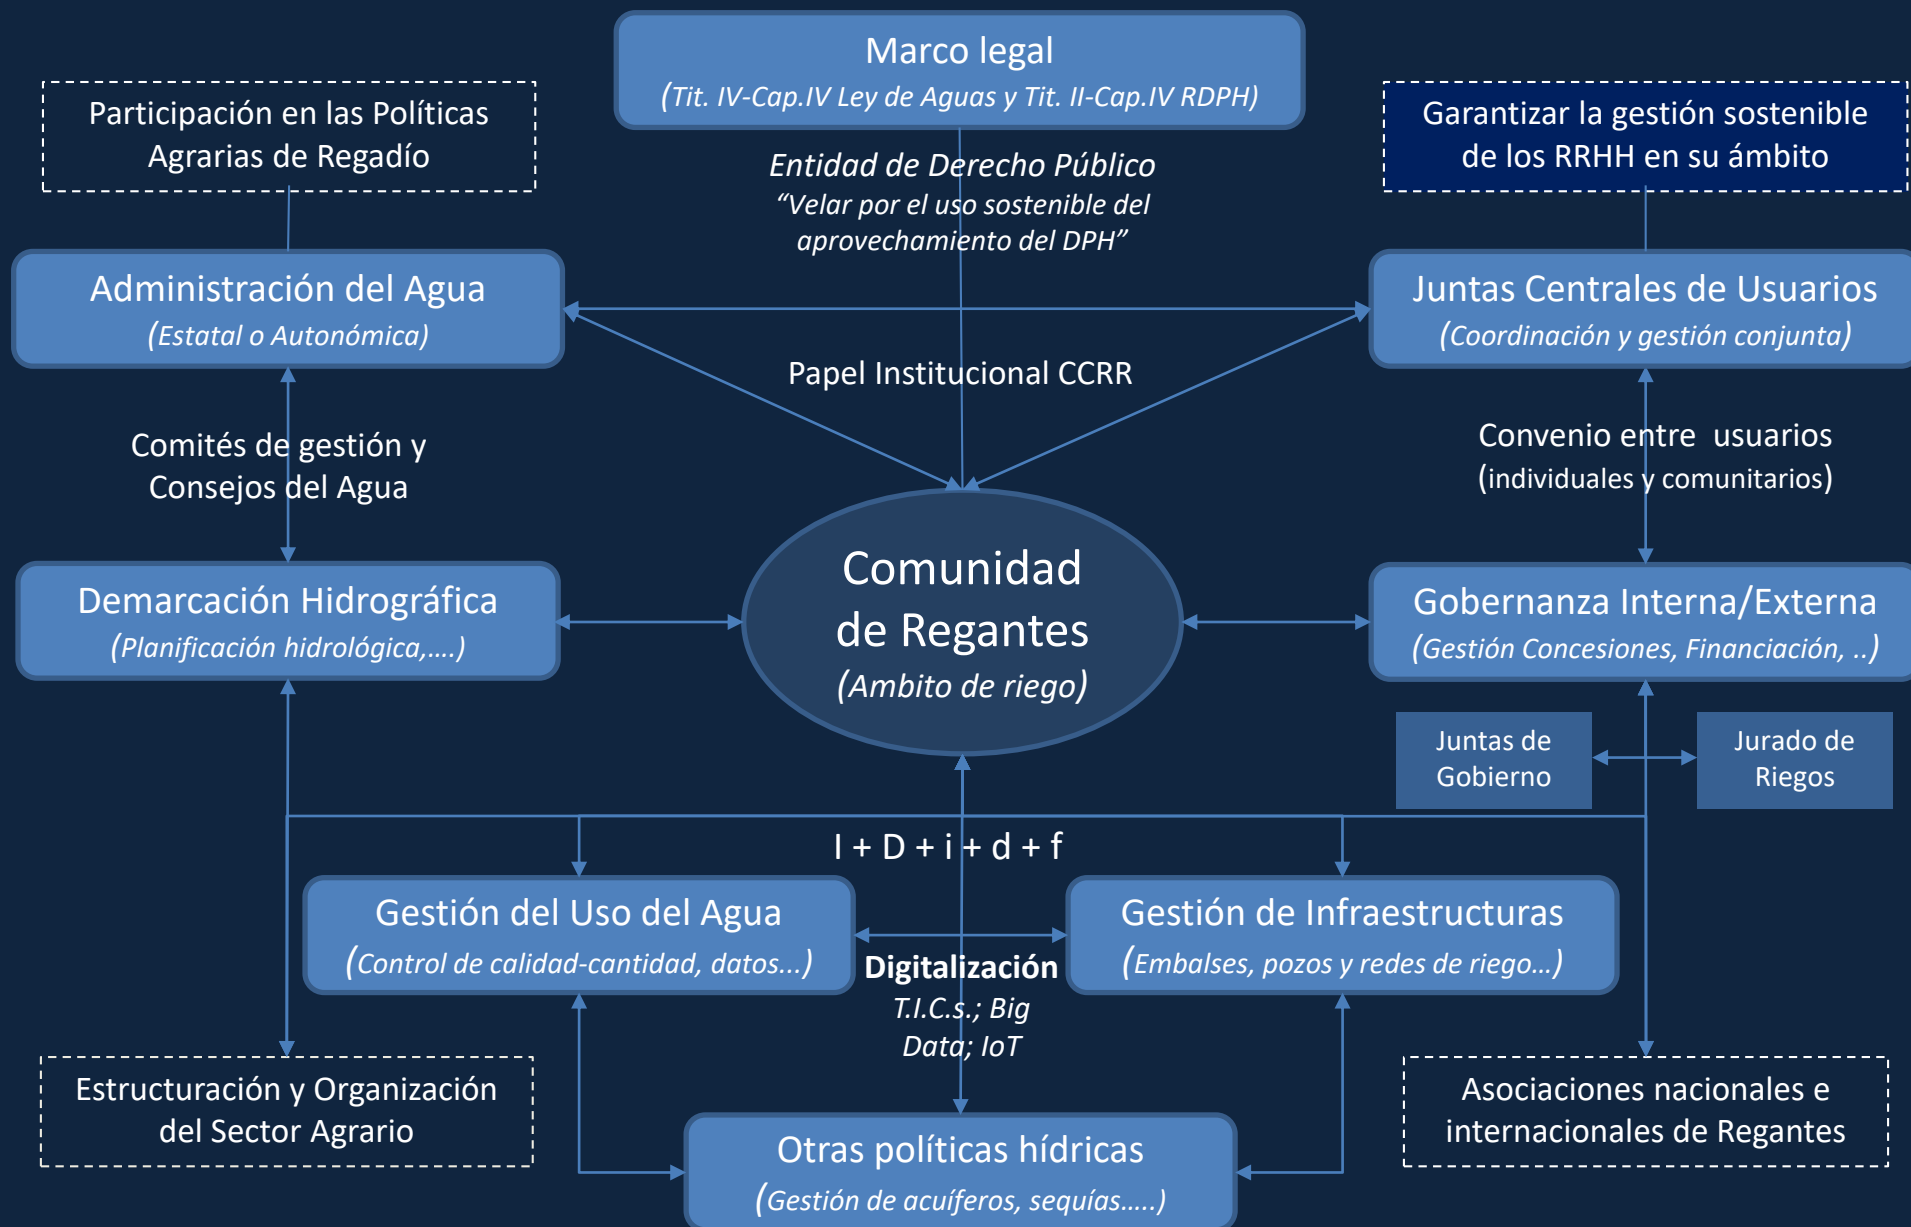 Marco legal
(Tit. IV-Cap.IV Ley de Aguas y Tit. II-Cap.IV RDPH)
Participación en las Políticas
Agrarias de Regadío
Garantizar la gestión sostenible
de los RRHH en su ámbito
Entidad de Derecho Público
“Velar por el uso sostenible del
aprovechamiento del DPH”
Administración del Agua
(Estatal o Autonómica)
Juntas Centrales de Usuarios
(Coordinación y gestión conjunta)
Papel Institucional CCRR
Comités de gestión y
Consejos del Agua
Convenio entre  usuarios
(individuales y comunitarios)
Comunidad
de Regantes
(Ambito de riego)
Demarcación Hidrográfica
(Planificación hidrológica,....)
Gobernanza Interna/Externa
(Gestión Concesiones, Financiación, ..)
Juntas de
Gobierno
Jurado de
Riegos
I + D + i + d + f
Gestión del Uso del Agua
(Control de calidad-cantidad, datos...)
Gestión de Infraestructuras
(Embalses, pozos y redes de riego...)
Digitalización
T.I.C.s.; Big
Data; IoT
Estructuración y Organización
del Sector Agrario
Asociaciones nacionales e
internacionales de Regantes
Otras políticas hídricas
(Gestión de acuíferos, sequías.....)